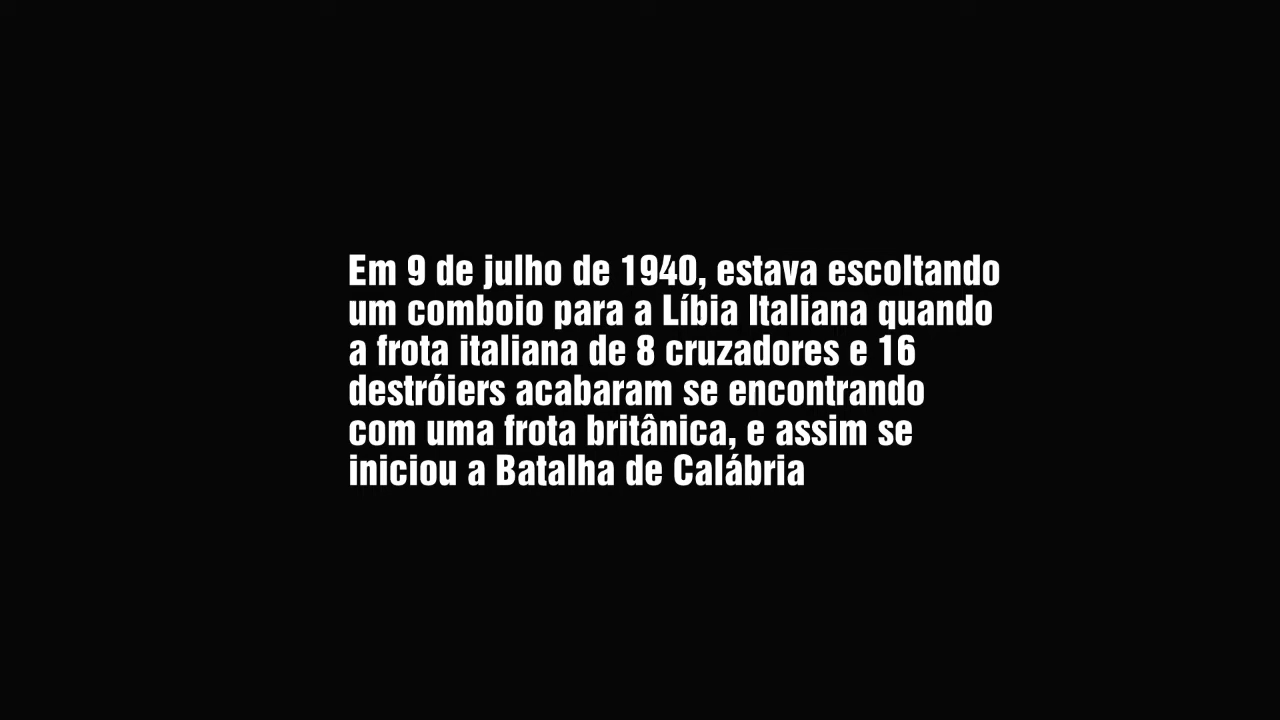 Em 9 de julho de 1940, estava escoltando
um comboio para a Líbia Italiana quando
a frota italiana de 8 cruzadores e 16
destróiers acabaram se encontrando
com uma frota britânica, e assim se
iniciou a Batalha de Calábria